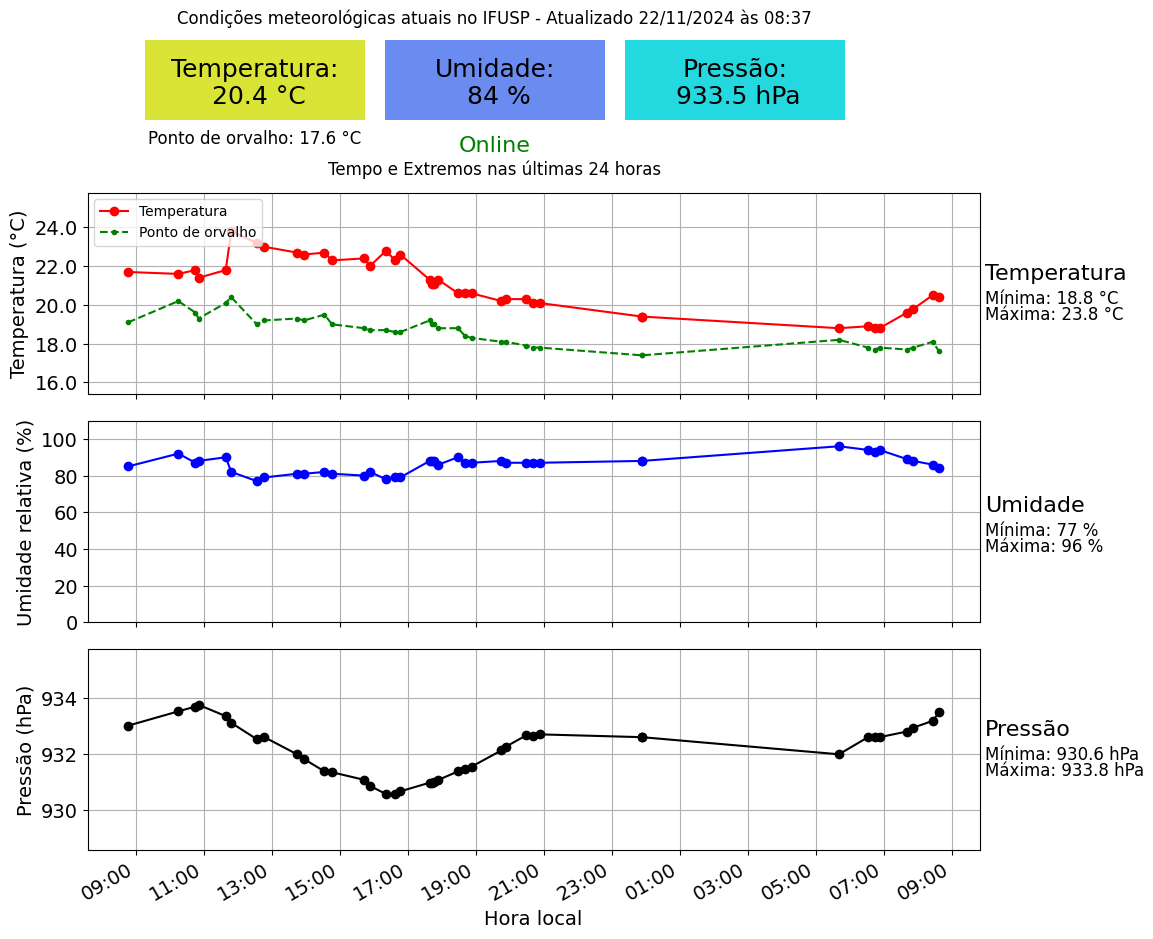 Condições meteorológicas atuais no IFUSP - Atualizado 22/11/2024 às 08:37
Temperatura:
20.4 °C
Umidade:
84 %
Pressão:
933.5 hPa
Ponto de orvalho: 17.6 °C
Online
Tempo e Extremos nas últimas 24 horas
Temperatura (°C)
24.0
22.0
20.0
18.0
16.0
Temperatura
Ponto de orvalho
Temperatura
Mínima: 18.8 °C
Máxima: 23.8 °C
Umidade relativa (%)
100
80
60
40
20
0
Umidade
Mínima: 77 %
Máxima: 96 %
Pressão (hPa)
934
932
930
Pressão
Mínima: 930.6 hPa
Máxima: 933.8 hPa
09:00 11:00 13:00 15:00 17:00 19:00 21:00 23:00 01:00 03:00 05:00 07:00 09:00
Hora local